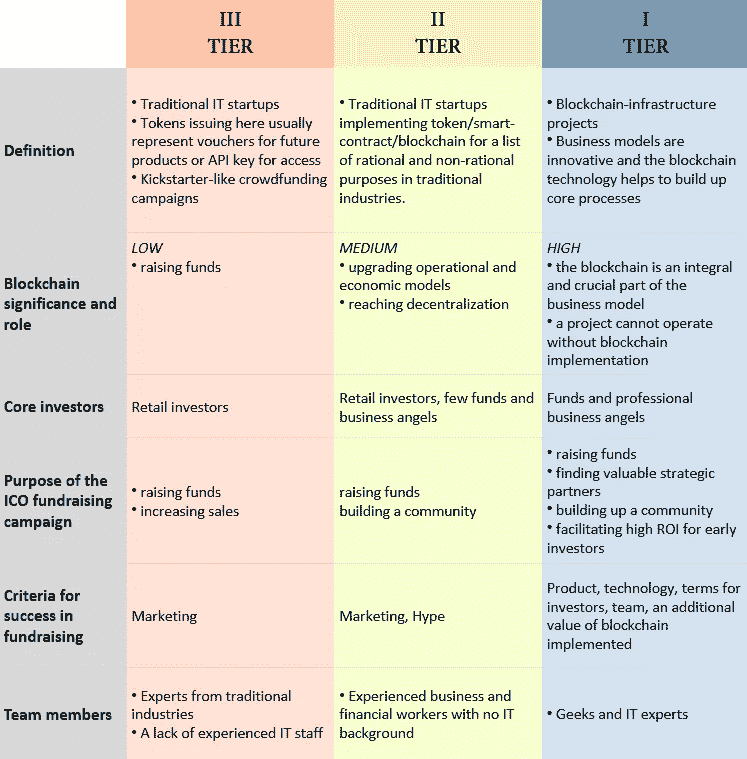 III
TIER
II
TIER
I
TIER
Definition
• Traditional IT startups
• Tokens issuing here usually
represent vouchers for future
products or API key for access
• Kickstarter-like crowdfunding
campaigns
• Traditional IT startups
implementing token/smart-
contract/blockchain for a list
of rational and non-rational
purposes in traditional
industries.
• Blockchain-infrastructure
projects
• Business models are
innovative and the blockchain
technology helps to build up
core processes
Blockchain
significance and
role
LOW
• raising funds
MEDIUM
• upgrading operational and
economic models
• reaching decentralization
HIGH
• the blockchain is an integral
and crucial part of the
business model
• a project cannot operate
without blockchain
implementation
Core investors
Retail investors
Retail investors, few funds and
business angels
Funds and professional
business angels
Purpose of the
ICO fundraising
campaign
• raising funds
• increasing sales
raising funds
building a community
• raising funds
• finding valuable strategic
partners
• building up a community
• facilitating high ROI for early
investors
Criteria for
success in
fundraising
Marketing
Marketing, Hype
Product, technology, terms for
investors, team, an additional
value of blockchain
implemented
Team members
• Experts from traditional
industries
• A lack of experienced IT staff
• Experienced business and
financial workers with no IT
background
• Geeks and IT experts